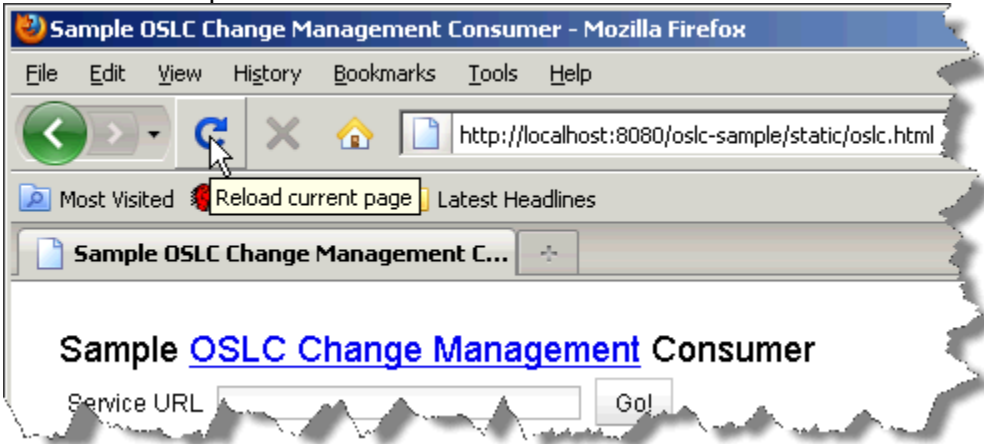 Sample OSLC Change Management Consumer - Mozilla Firefox
File Edit View History Bookmarks Tools Help
http://localhost:8080/oslc-sample/static/oslc.html
Most Visited Reload current page Latest Headlines
Sample OSLC Change Management C...
Sample OSLC Change Management Consumer
Service URL Go!